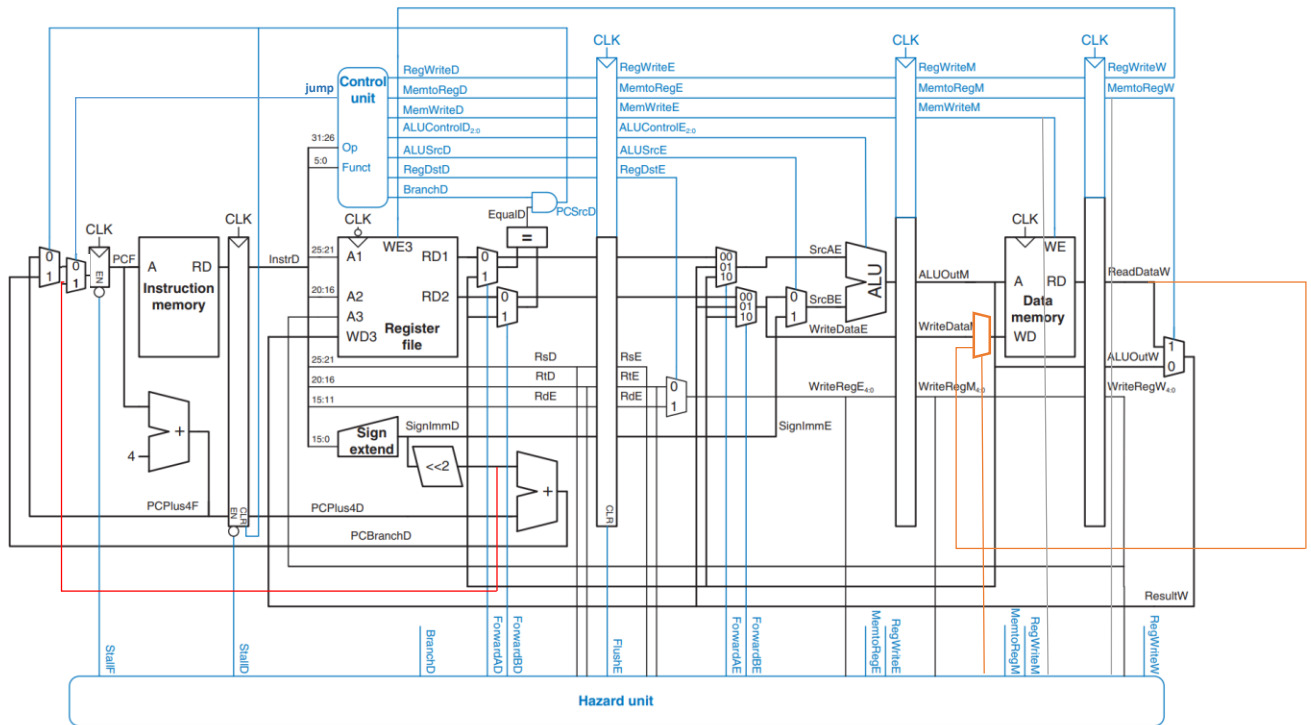 CLK
CLK
CLK
jump
Control unit
RegWriteD
RegWriteE
RegWriteM
RegWriteW
MemtoRegD
MemtoRegE
MemtoRegM
MemtoRegW
MemWriteD
MemWriteE
MemWriteM
ALUControlD2:0
ALUControlE2:0
31:26
Op
ALUSrcD
ALUSrcE
5:0
Funct
RegDstD
RegDstE
BranchD
EqualD
PCSrcD
CLK
CLK
CLK
CLK
=
0
1
0
1
EN
PCF
A
RD
Instruction memory
InstrD
25:21
A1
WE3
RD1
0
1
00
01
10
SrcAE
ALU
ALUOutM
WE
A
RD
Data memory
WD
ReadDataW
20:16
A2
RD2
0
1
00
01
10
0
1
SrcBE
A3
WD3
Register file
WriteDataE
WriteDataM
1
0
ALUOutW
25:21
RsD
RsE
20:16
RtD
RtE
15:11
RdE
RdE
0
1
WriteRegE4:0
WriteRegM4:0
WriteRegW4:0
15:0
Sign extend
SignImmD
SignImmE
+
4
<<2
+
PCPlus4F
EN
CLR
PCPlus4D
CLR
PCBranchD
ResultW
StallF
StallD
BranchD
ForwardAD
ForwardBD
FlushE
ForwardAE
ForwardBE
MemtoRegE
RegWriteE
MemtoRegM
RegWriteM
RegWriteW
Hazard unit